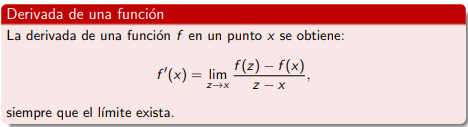 Derivada de una función
La derivada de una función f en un punto x se obtiene:
f′(x) = lim z→x f(z) − f(x) / z − x,
siempre que el límite exista.